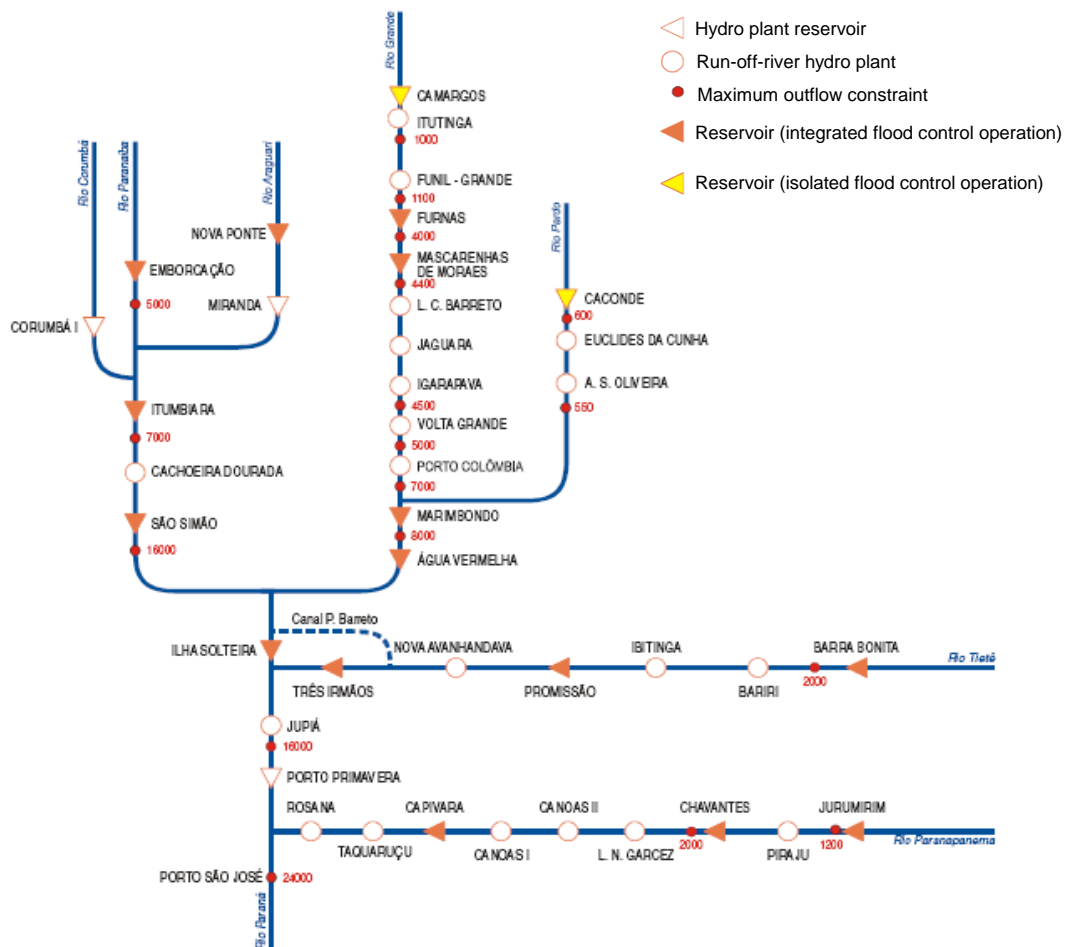 Rio Grande
Hydro plant reservoir
Run-off-river hydro plant
Maximum outflow constraint
Reservoir (integrated flood control operation)
Reservoir (isolated flood control operation)
CAMARGOS
ITUTINGA
1000
Rio Corumbá
Rio Paranaíba
Rio Araguari
FUNIL - GRANDE
1100
FURNAS
4000
MASCARENHAS
DE MORAES
4400
L. C. BARRETO
JAGUARA
IGARAPAVA
4500
VOLTA GRANDE
5000
PORTO COLÔMBIA
7000
MARIMBONDO
8000
ÁGUA VERMELHA
Rio Pardo
CACONDE
600
EUCLIDES DA CUNHA
A. S. OLIVEIRA
550
NOVA PONTE
EMBORCAÇÃO
5000
MIRANDA
CORUMBÁ I
ITUMBIARA
7000
CACHOEIRA DOURADA
SÃO SIMÃO
16000
Canal P. Barreto
ILHA SOLTEIRA
NOVA AVANHANDAVA
IBITINGA
BARRA BONITA
Rio Tietê
TRÊS IRMÃOS
PROMISSÃO
BARIRI
2000
JUPIÁ
16000
PORTO PRIMAVERA
ROSANA
CAPIVARA
CANOAS II
CHAVANTES
JURUMIRIM
TAQUARUÇU
CANOAS I
L. N. GARCEZ
2000
PIRAJU
1200
Rio Paranapanema
PORTO SÃO JOSÉ
24000
Rio Paraná